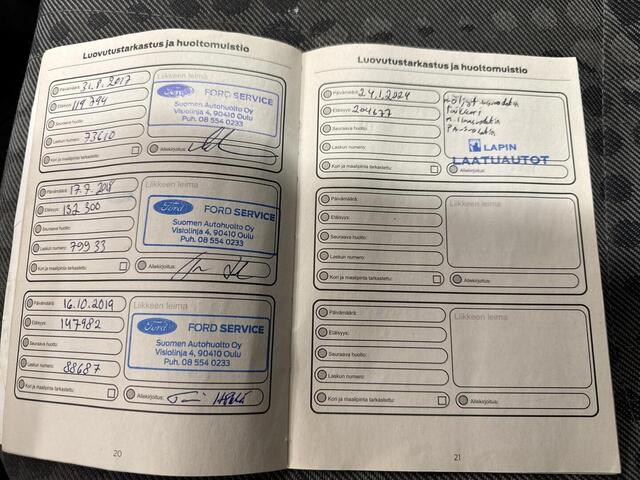 Luovutustarkastus ja huoltomuistio
Päivämäärä: 31.8.2017
Liikkeen leima
Etäisyys: 119 794
Seuraava huolto:
Laskun numero: 73610
Kori ja maalipinta tarkastettu:
Allekirjoitus:
Ford FORD SERVICE
Suomen Autohuolto Oy
Visiolinja 4, 90410 Oulu
Puh. 08 554 0233
Päivämäärä: 17.9.2018
Liikkeen leima
Etäisyys: 132 300
Seuraava huolto:
Laskun numero: 79933
Kori ja maalipinta tarkastettu:
Allekirjoitus:
Ford FORD SERVICE
Suomen Autohuolto Oy
Visiolinja 4, 90410 Oulu
Puh. 08 554 0233
Päivämäärä: 16.10.2019
Liikkeen leima
Etäisyys: 147982
Seuraava huolto:
Laskun numero: 88687
Kori ja maalipinta tarkastettu:
Allekirjoitus:
Ford FORD SERVICE
Suomen Autohuolto Oy
Visiolinja 4, 90410 Oulu
Puh. 08 554 0233
20
Luovutustarkastus ja huoltomuistio
Päivämäärä: 24.1.2024
Etäisyys: 204677
Seuraava huolto:
Laskun numero:
Kori ja maalipinta tarkastettu:
Allekirjoitus:
LAPIN
LAATUAUTOT
Päivämäärä:
Liikkeen leima
Etäisyys:
Seuraava huolto:
Laskun numero:
Kori ja maalipinta tarkastettu:
Allekirjoitus:
Päivämäärä:
Liikkeen leima
Etäisyys:
Seuraava huolto:
Laskun numero:
Kori ja maalipinta tarkastettu:
Allekirjoitus:
21